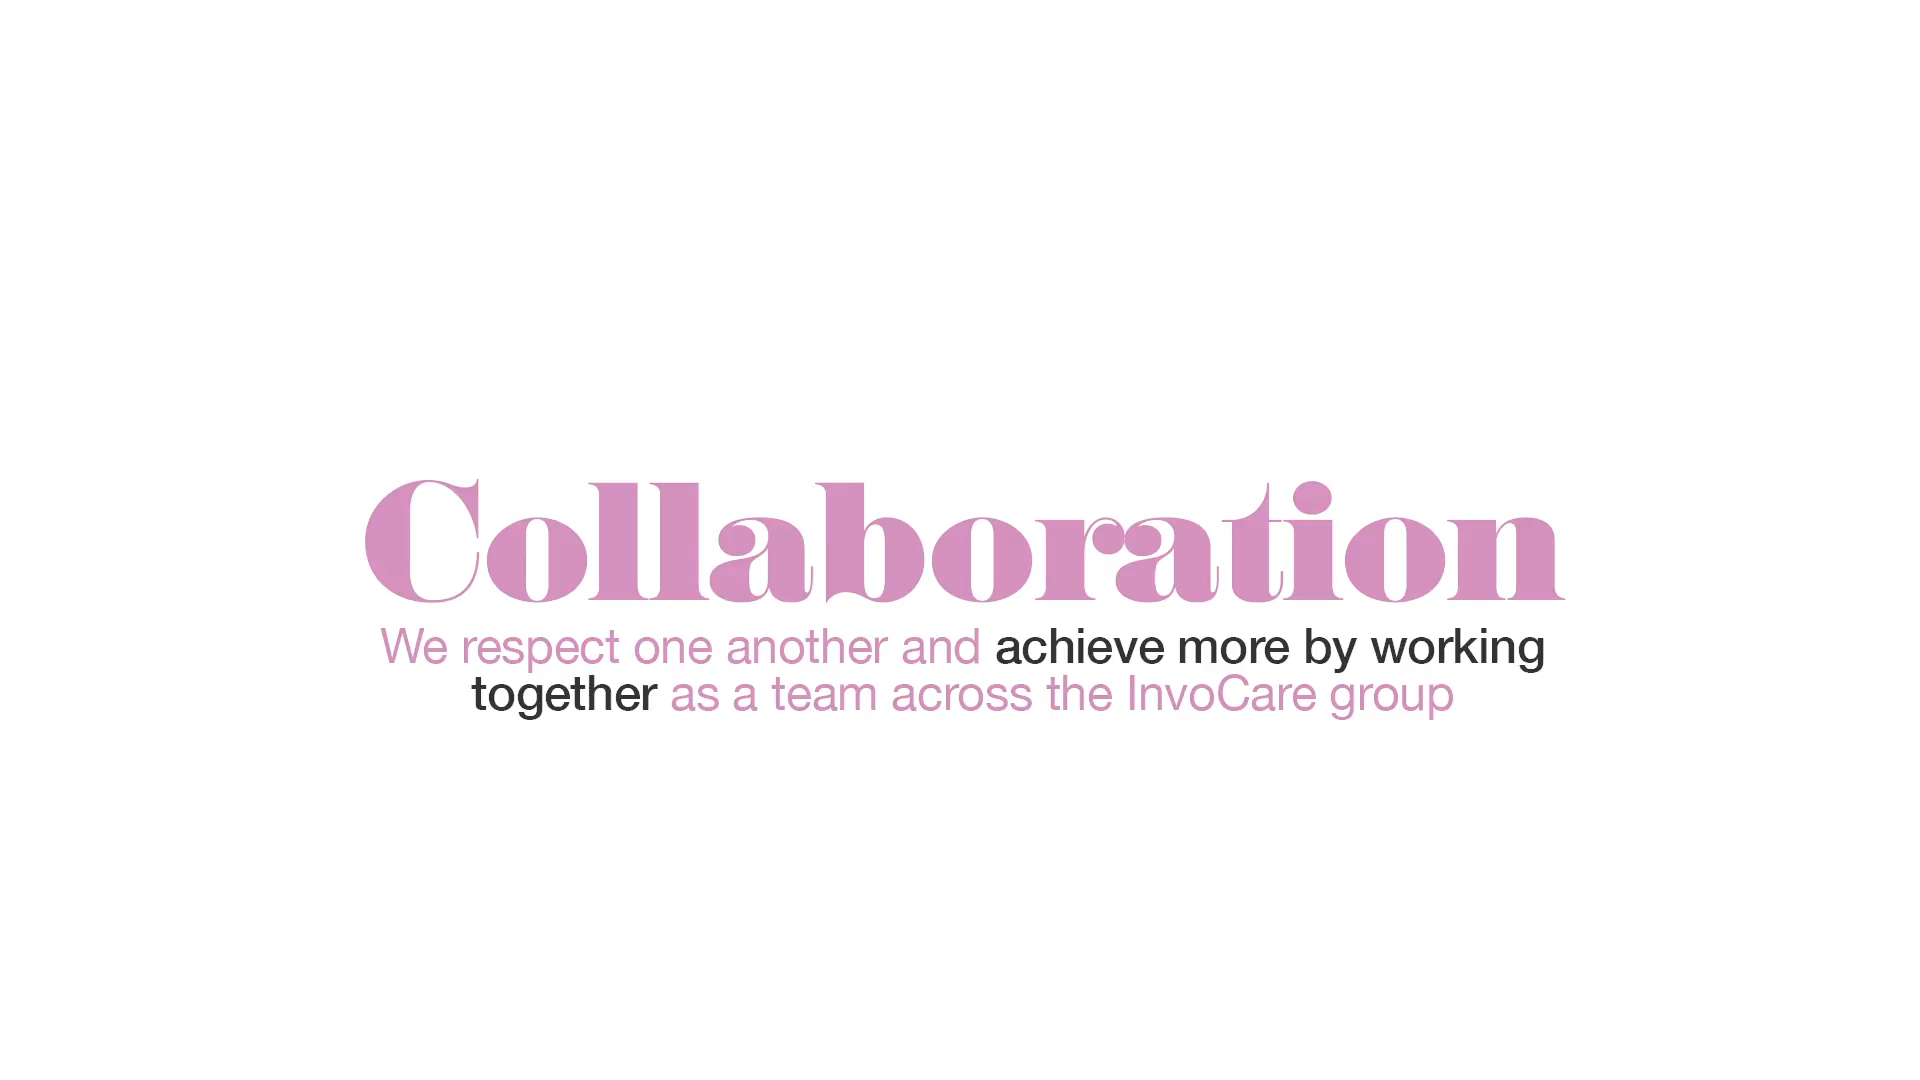 Collaboration
We respect one another and achieve more by working
together as a team across the InvoCare group